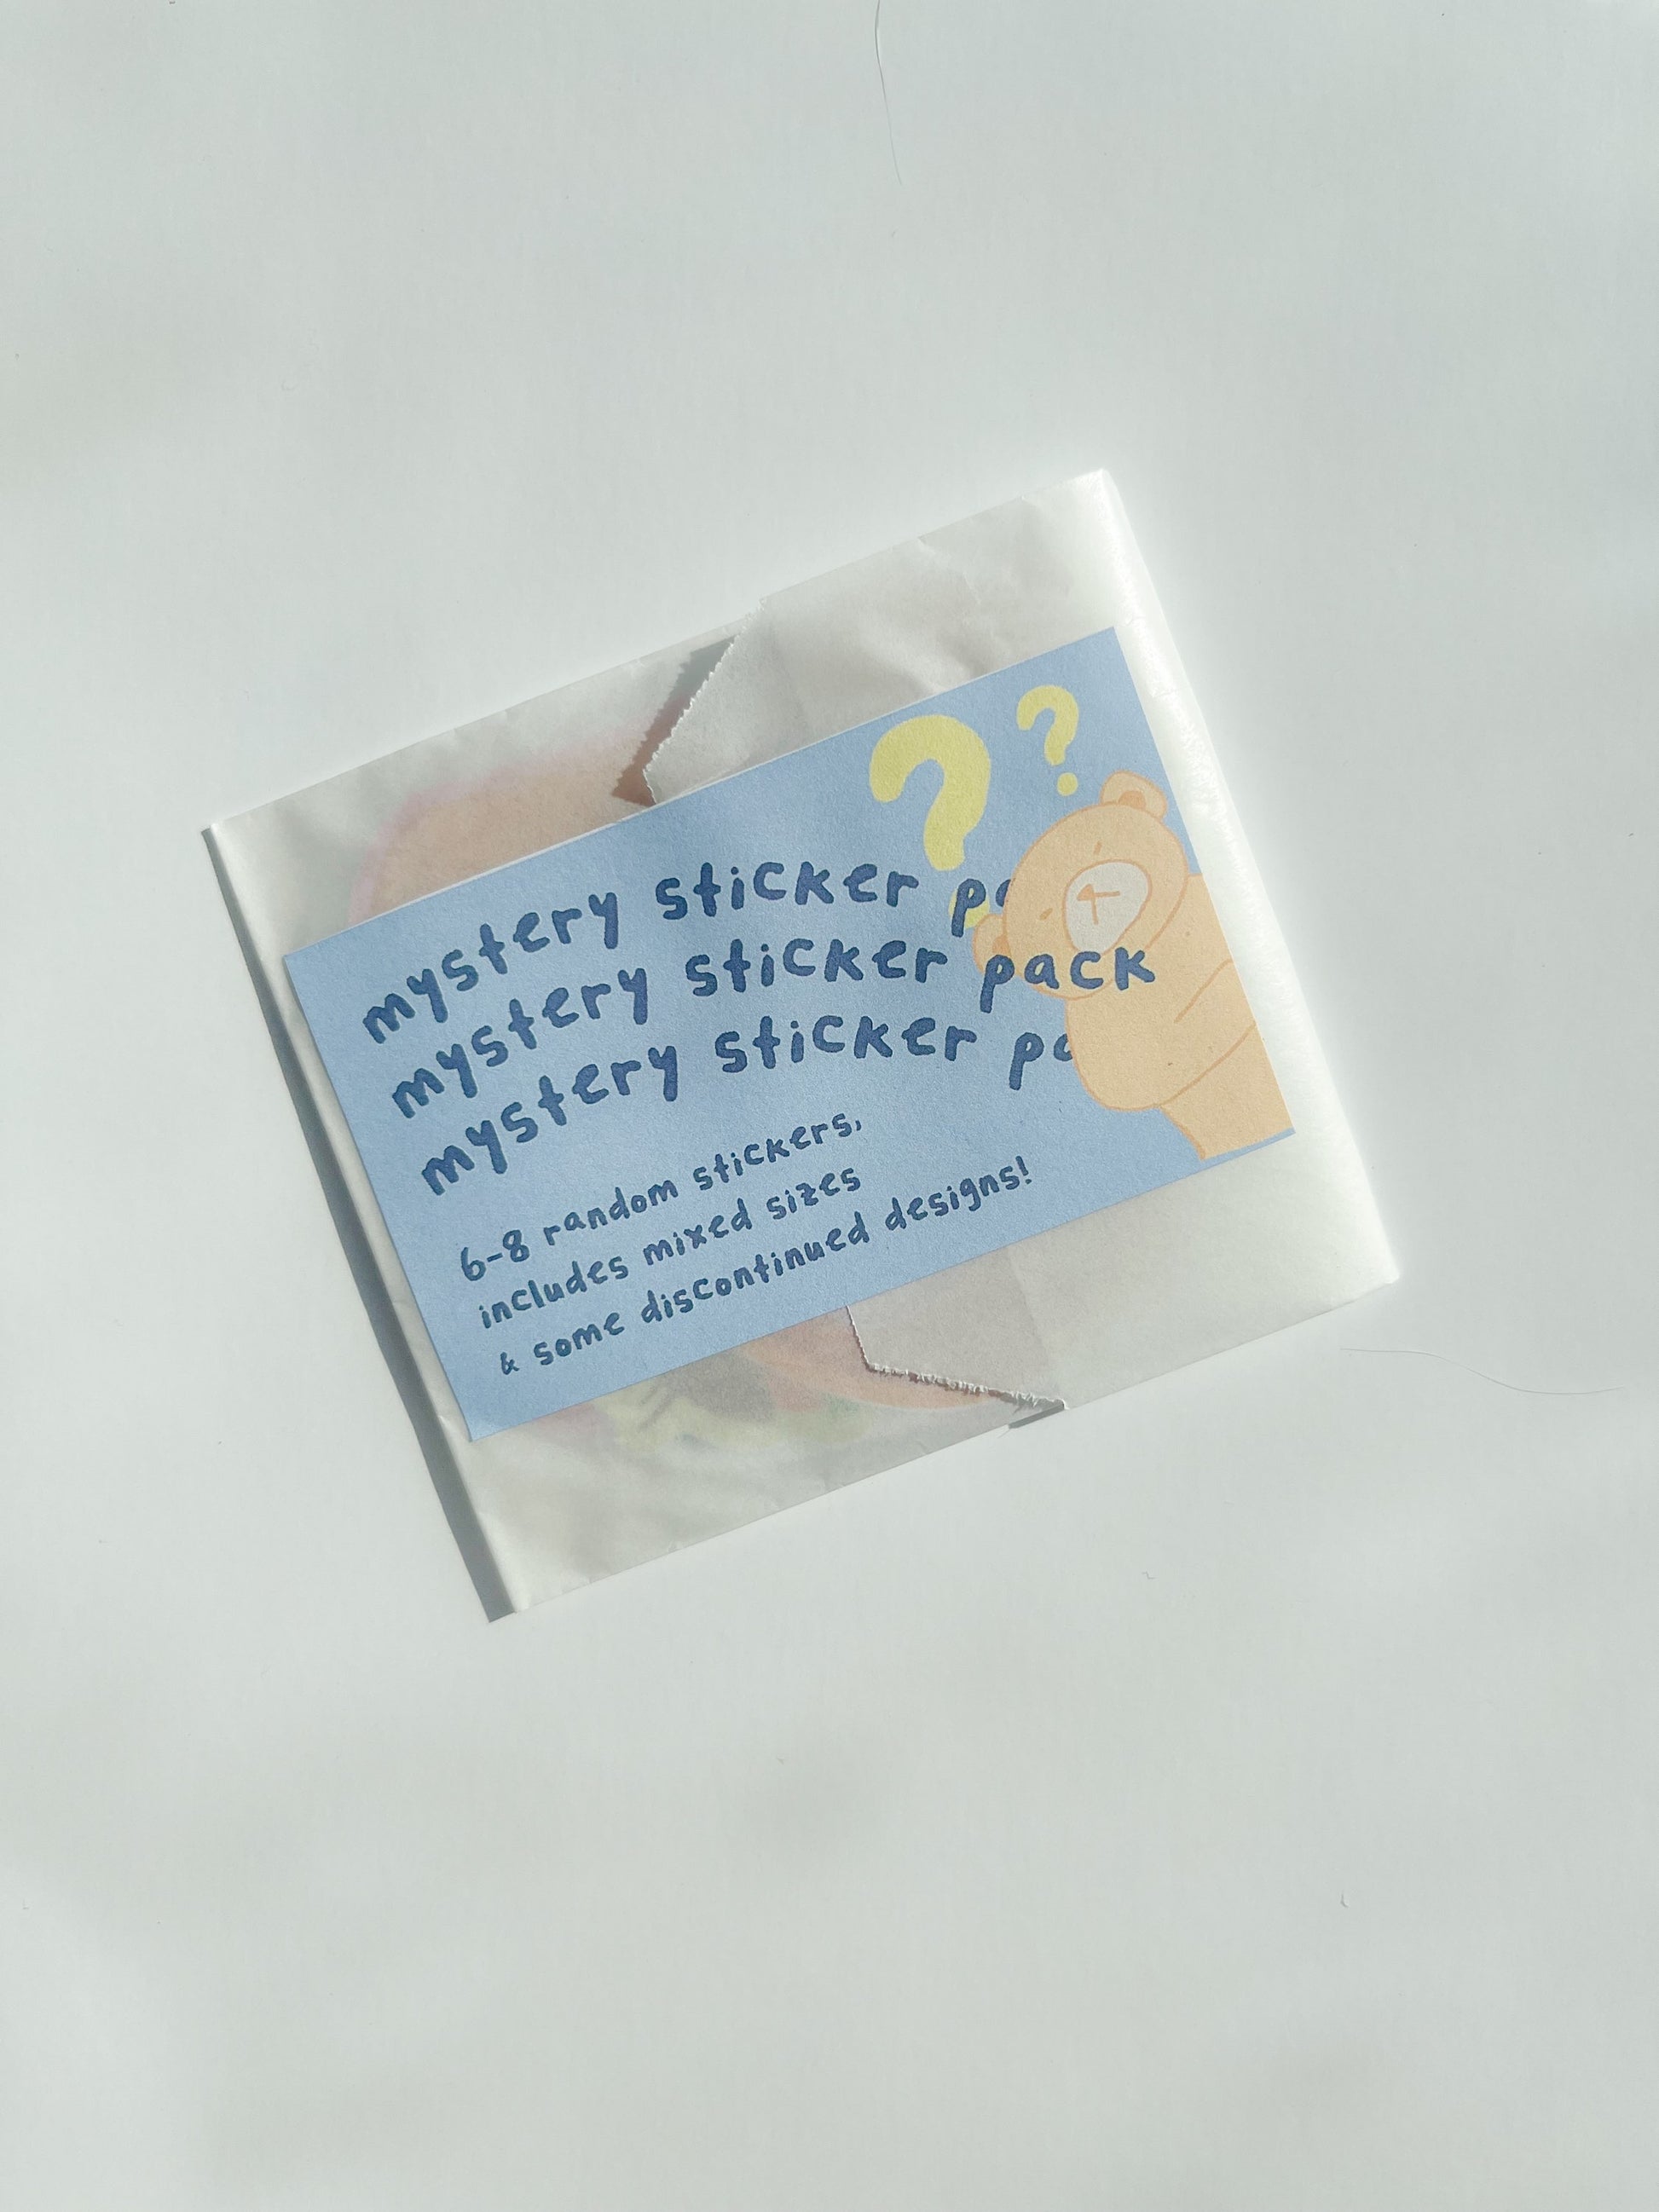 ? ?
mystery sticker pa
mystery sticker pack
mystery sticker pa
6-8 random stickers,
includes mixed sizes
& some discontinued designs!